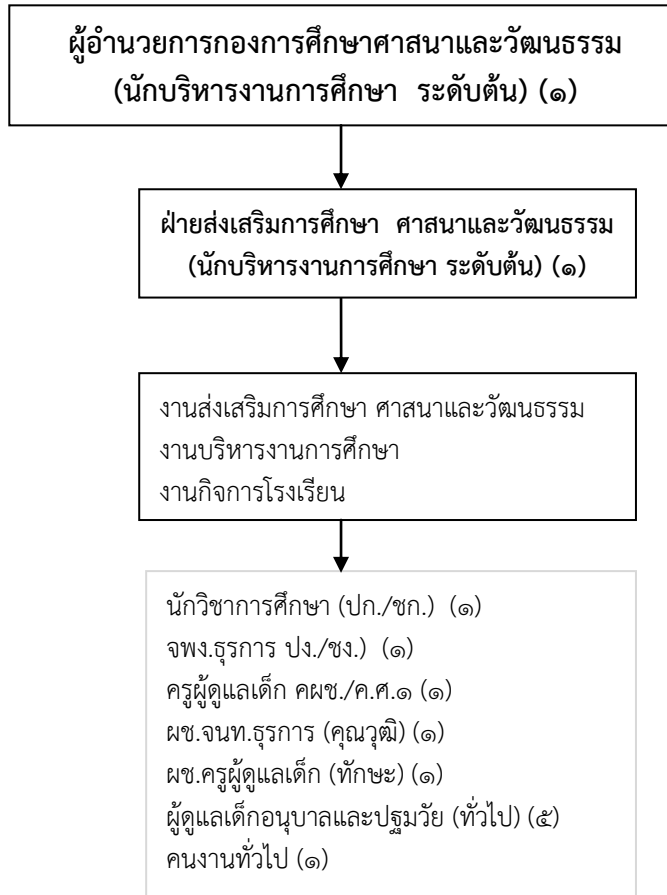 ผู้อำนวยการกองการศึกษาศาสนาและวัฒนธรรม
(นักบริหารงานการศึกษา ระดับต้น) (๑)
ฝ่ายส่งเสริมการศึกษา ศาสนาและวัฒนธรรม
(นักบริหารงานการศึกษา ระดับต้น) (๑)
งานส่งเสริมการศึกษา ศาสนาและวัฒนธรรม
งานบริหารงานการศึกษา
งานกิจการโรงเรียน
นักวิชาการศึกษา (ปก./ชก.) (๑)
จพง.ธุรการ ปง./ชง.) (๑)
ครูผู้ดูแลเด็ก คผช./ค.ศ.๑ (๑)
ผช.จนท.ธุรการ (คุณวุฒิ) (๑)
ผช.ครูผู้ดูแลเด็ก (ทักษะ) (๑)
ผู้ดูแลเด็กอนุบาลและปฐมวัย (ทั่วไป) (๕)
คนงานทั่วไป (๑)